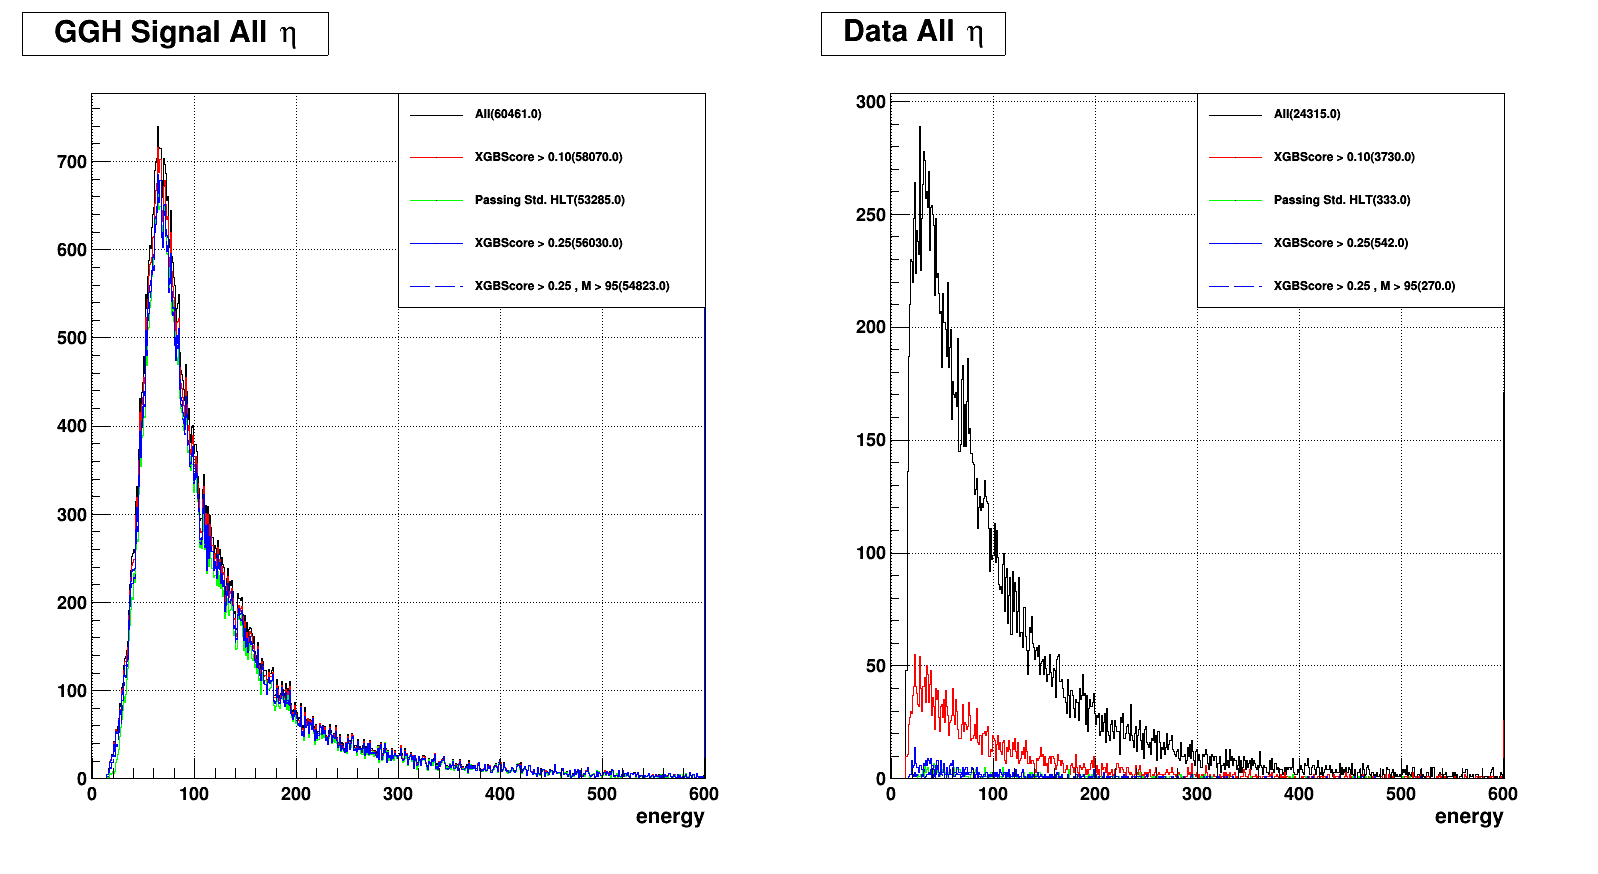 GGH Signal All η
All(60461.0)
XGBScore > 0.10(58070.0)
Passing Std. HLT(53285.0)
XGBScore > 0.25(56030.0)
XGBScore > 0.25 , M > 95(54823.0)
700
600
500
400
300
200
100
0
0 100 200 300 400 500 600
energy
Data All η
All(24315.0)
XGBScore > 0.10(3730.0)
Passing Std. HLT(333.0)
XGBScore > 0.25(542.0)
XGBScore > 0.25 , M > 95(270.0)
300
250
200
150
100
50
0
0 100 200 300 400 500 600
energy